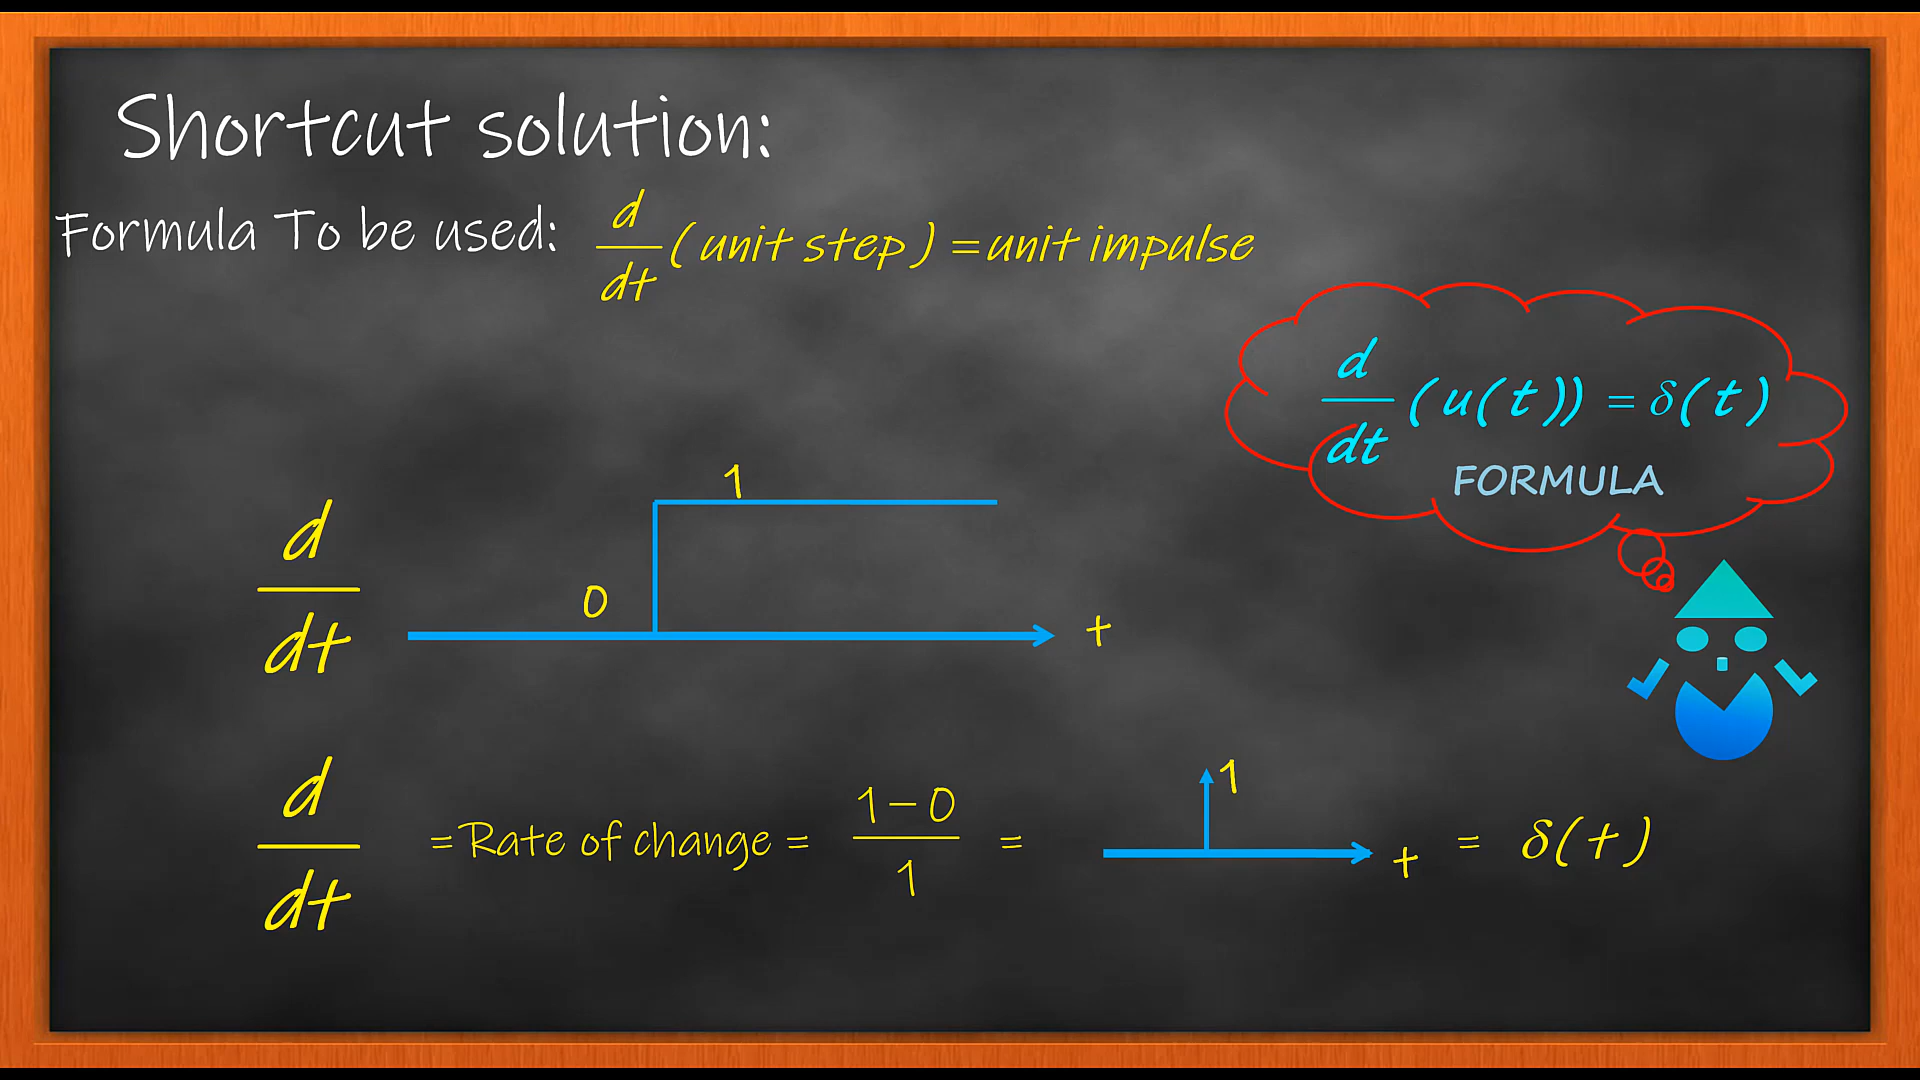 Shortcut solution:
Formula To be used: d/dt (unit step) = unit impulse
d/dt (u(t)) = δ(t)
FORMULA
1
d/dt 0 t
1
d/dt = Rate of change = 1-0/1 = t = δ(t)